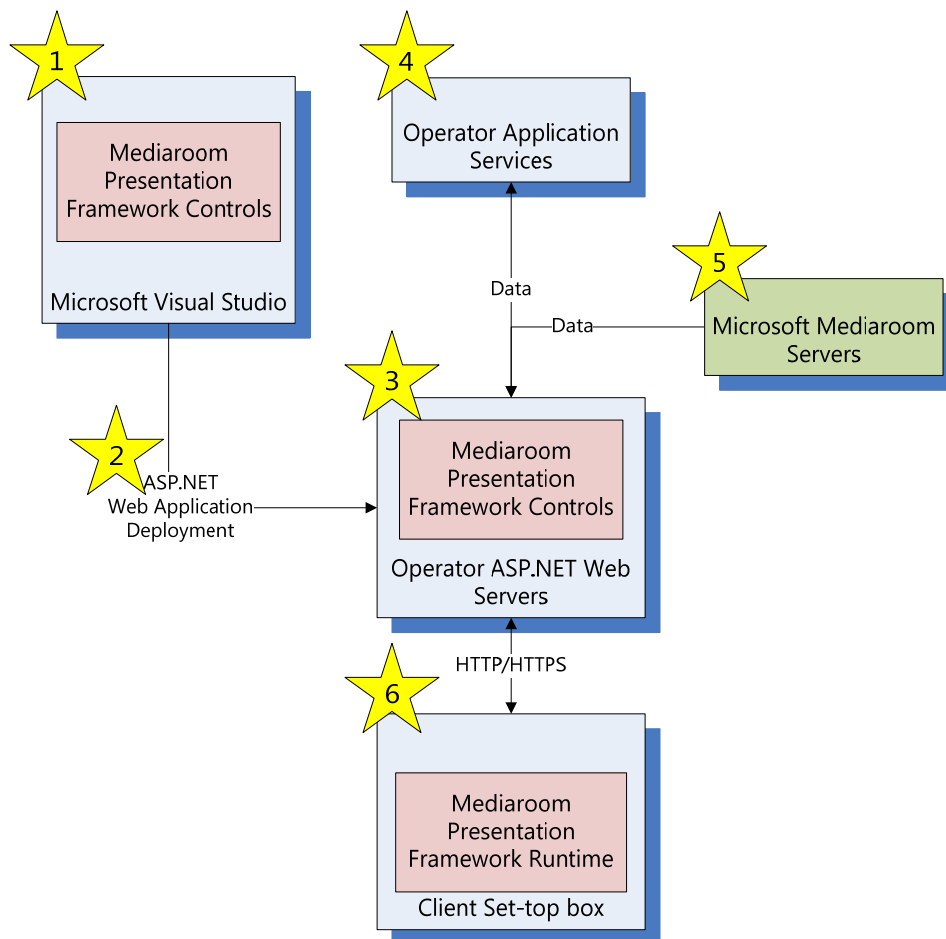 1
Mediaroom
Presentation
Framework Controls
Microsoft Visual Studio
2
ASP.NET
Web Application
Deployment
4
Operator Application
Services
Data
Data
5
Microsoft Mediaroom
Servers
3
Mediaroom
Presentation
Framework Controls
Operator ASP.NET Web
Servers
HTTP/HTTPS
6
Mediaroom
Presentation
Framework Runtime
Client Set-top box